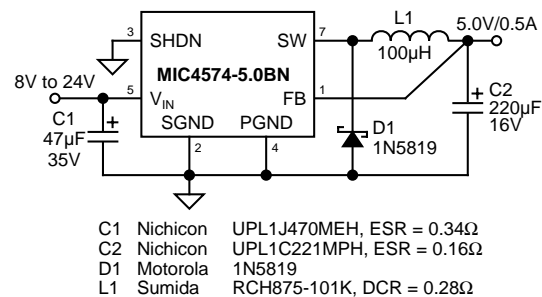 L1
5.0V/0.5A
3
SHDN
SW
7
100µH
MIC4574-5.0BN
8V to 24V
5
VIN
FB
1
C2
220µF
16V
C1
47µF
35V
SGND
PGND
D1
1N5819
2
4
C1 Nichicon UPL1J470MEH, ESR = 0.34Ω
C2 Nichicon UPL1C221MPH, ESR = 0.16Ω
D1 Motorola 1N5819
L1 Sumida RCH875-101K, DCR = 0.28Ω